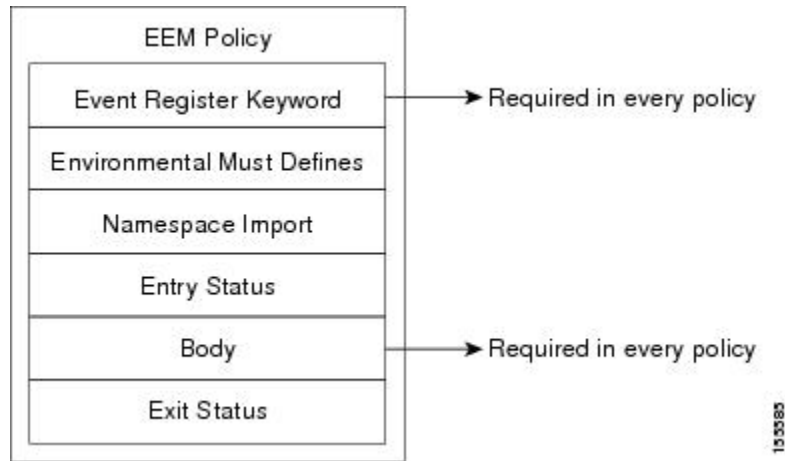 EEM Policy
Event Register Keyword
Required in every policy
Environmental Must Defines
Namespace Import
Entry Status
Body
Required in every policy
Exit Status
155585